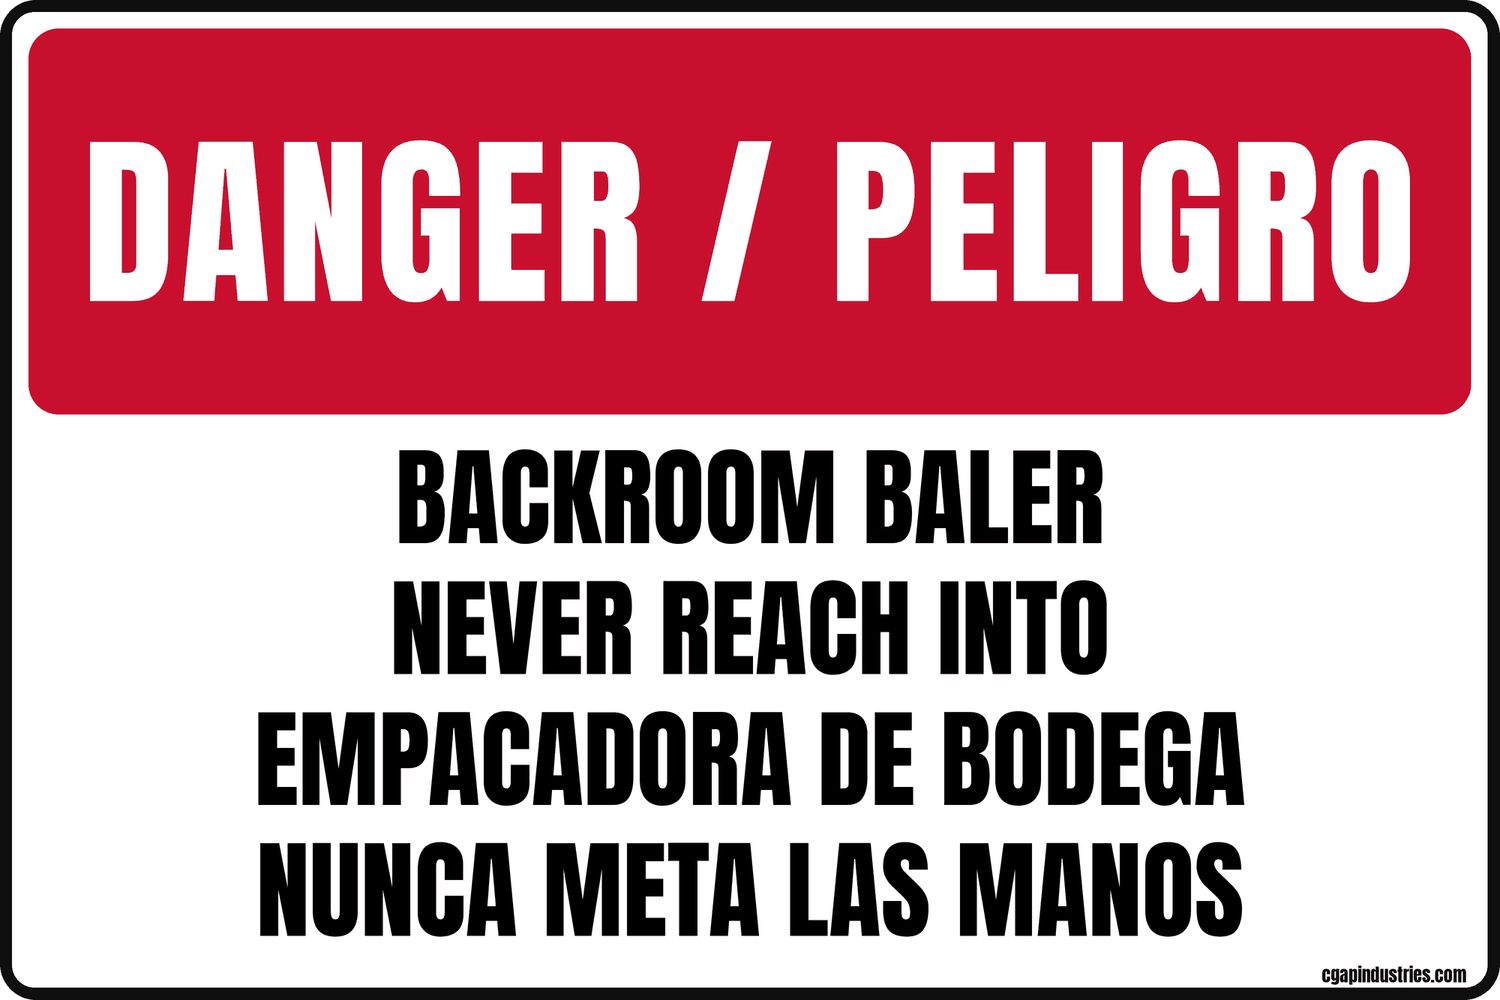 DANGER / PELIGRO
BACKROOM BALER
NEVER REACH INTO
EMPACADORA DE BODEGA
NUNCA META LAS MANOS
cgapindustries.com